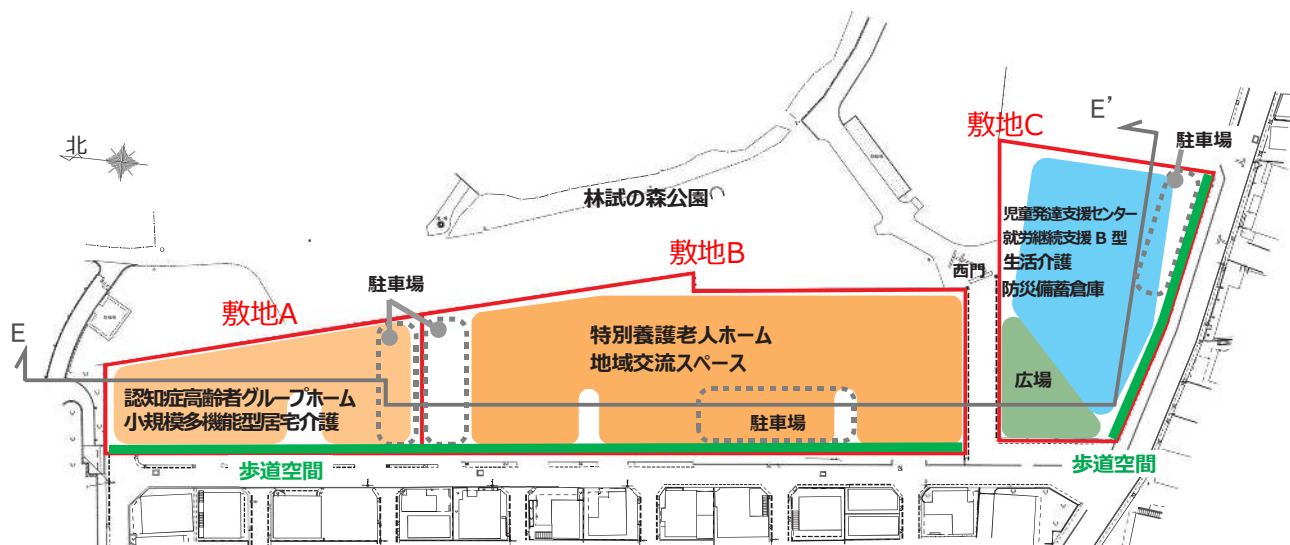 北
E
敷地A
駐車場
敷地B
林試の森公園
西門
敷地C
E’
駐車場
児童発達支援センター
就労継続支援 B 型
生活介護
防災備蓄倉庫
広場
認知症高齢者グループホーム
小規模多機能型居宅介護
特別養護老人ホーム
地域交流スペース
駐車場
歩道空間
歩道空間